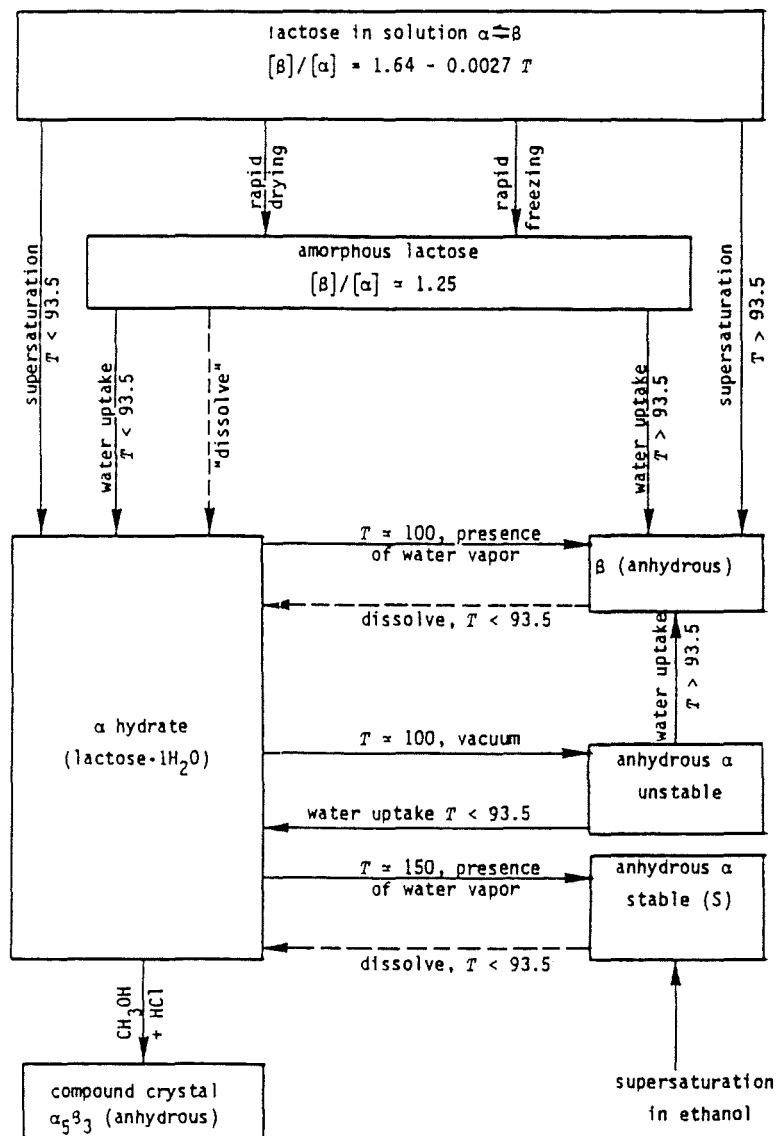 lactose in solution α⇌β
[β]/[α] = 1.64 - 0.0027 T
rapid
drying
rapid
freezing
supersaturation
T < 93.5
amorphous lactose
[β]/[α] ≃ 1.25
supersaturation
T > 93.5
water uptake
T < 93.5
"dissolve"
water uptake
T > 93.5
T ≃ 100, presence
of water vapor
β (anhydrous)
dissolve, T < 93.5
water uptake
T > 93.5
α hydrate
(lactose·1H₂O)
T ≃ 100, vacuum
anhydrous α
unstable
water uptake T < 93.5
T ≃ 150, presence
of water vapor
anhydrous α
stable (S)
dissolve, T < 93.5
CH₃OH
+ HCl
compound crystal
α₅β₃ (anhydrous)
supersaturation
in ethanol